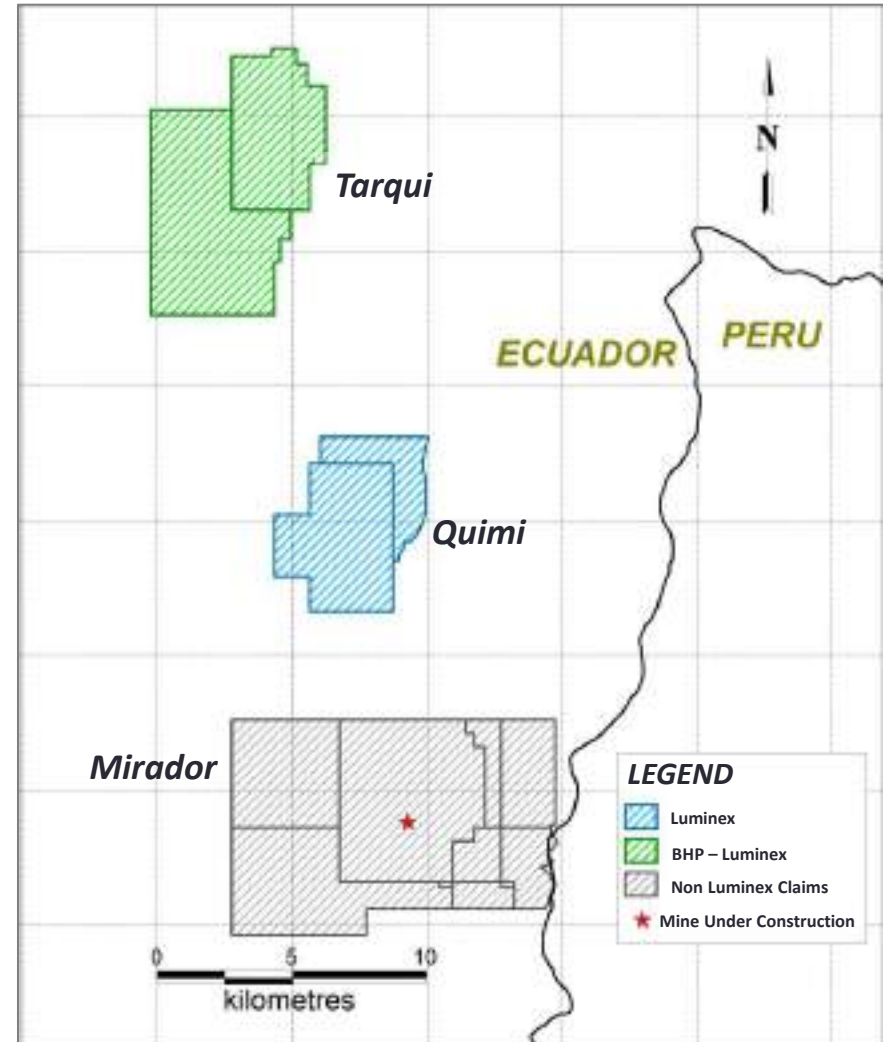 N
Tarqui
ECUADOR
PERU
Quimi
Mirador
LEGEND
Luminex
BHP – Luminex
Non Luminex Claims
Mine Under Construction
0 5 10
kilometres